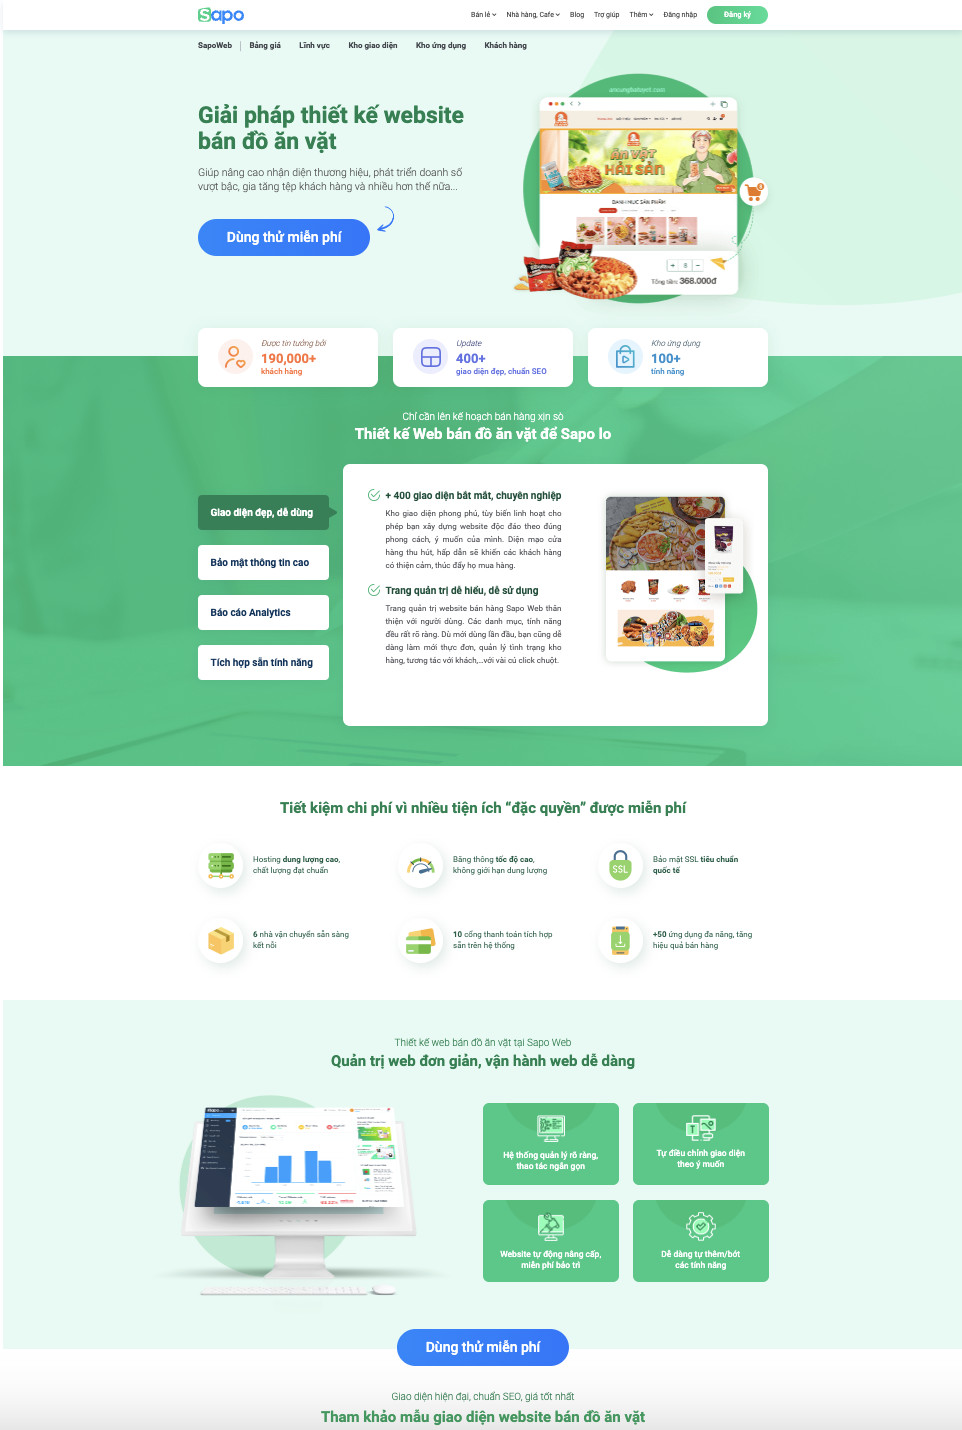 Sapo
Bán lẻ Nhà hàng, Cafe Blog Trợ giúp Thêm Đăng nhập Đăng ký
SapoWeb Bảng giá Lĩnh vực Kho giao diện Kho ứng dụng Khách hàng
Giải pháp thiết kế website
bán đồ ăn vặt
Giúp nâng cao nhận diện thương hiệu, phát triển doanh số
vượt bậc, gia tăng tệp khách hàng và nhiều hơn thế nữa...
Dùng thử miễn phí
ĂN VẶT
HẢI SẢN
DANH MỤC SẢN PHẨM
Tổng tiền: 368.000đ
Được tin tưởng bởi
190,000+
khách hàng
Update
400+
giao diện đẹp, chuẩn SEO
Kho ứng dụng
100+
tính năng
Chỉ cần lên kế hoạch bán hàng xịn sò
Thiết kế Web bán đồ ăn vặt để Sapo lo
Giao diện đẹp, dễ dùng
Bảo mật thông tin cao
Báo cáo Analytics
Tích hợp sẵn tính năng
+ 400 giao diện bắt mắt, chuyên nghiệp
Kho giao diện phong phú, tùy biến linh hoạt cho
phép bạn xây dựng website độc đáo theo đúng
phong cách, ý muốn của mình. Diện mạo cửa
hàng thu hút, hấp dẫn sẽ khiến các khách hàng
có thiện cảm, thúc đẩy họ mua hàng.
Trang quản trị dễ hiểu, dễ sử dụng
Trang quản trị website bán hàng Sapo Web thân
thiện với người dùng. Các danh mục, tính năng
đều rất rõ ràng. Dù mới dùng lần đầu, bạn cũng dễ
dàng làm mới thực đơn, quản lý tình trạng kho
hàng, tương tác với khách,...với vài cú click chuột.
Tiết kiệm chi phí vì nhiều tiện ích “đặc quyền” được miễn phí
Hosting dung lượng cao,
chất lượng đạt chuẩn
Băng thông tốc độ cao,
không giới hạn dung lượng
SSL
Bảo mật SSL tiêu chuẩn
quốc tế
6 nhà vận chuyển sẵn sàng
kết nối
10 cổng thanh toán tích hợp
sẵn trên hệ thống
+50 ứng dụng đa năng, tăng
hiệu quả bán hàng
Thiết kế web bán đồ ăn vặt tại Sapo Web
Quản trị web đơn giản, vận hành web dễ dàng
Hệ thống quản lý rõ ràng,
thao tác ngắn gọn
Tự điều chỉnh giao diện
theo ý muốn
Website tự động nâng cấp,
miễn phí bảo trì
Dễ dàng tự thêm/bớt
các tính năng
Dùng thử miễn phí
Giao diện hiện đại, chuẩn SEO, giá tốt nhất
Tham khảo mẫu giao diện website bán đồ ăn vặt